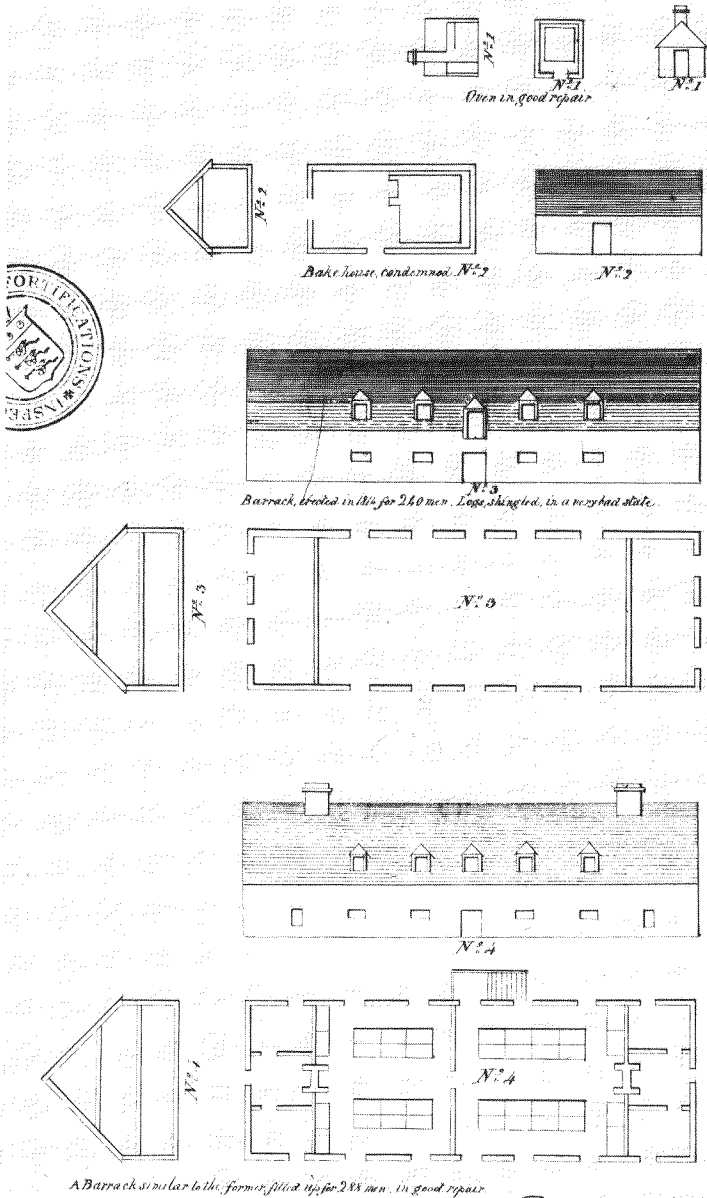 Nº 1
Nº 1
Nº 1
Oven in good repair
Nº 2
Bake house, condemned Nº 2
Nº 2
FORTIFICATIONS * INSPEC
Nº 3
Barrack, erected in 1814 for 240 men. Logs, shingled, in a very bad state.
Nº 3
Nº 3
Nº 4
Nº 4
Nº 4
A Barrack similar to the former fitted up for 288 men. in good repair